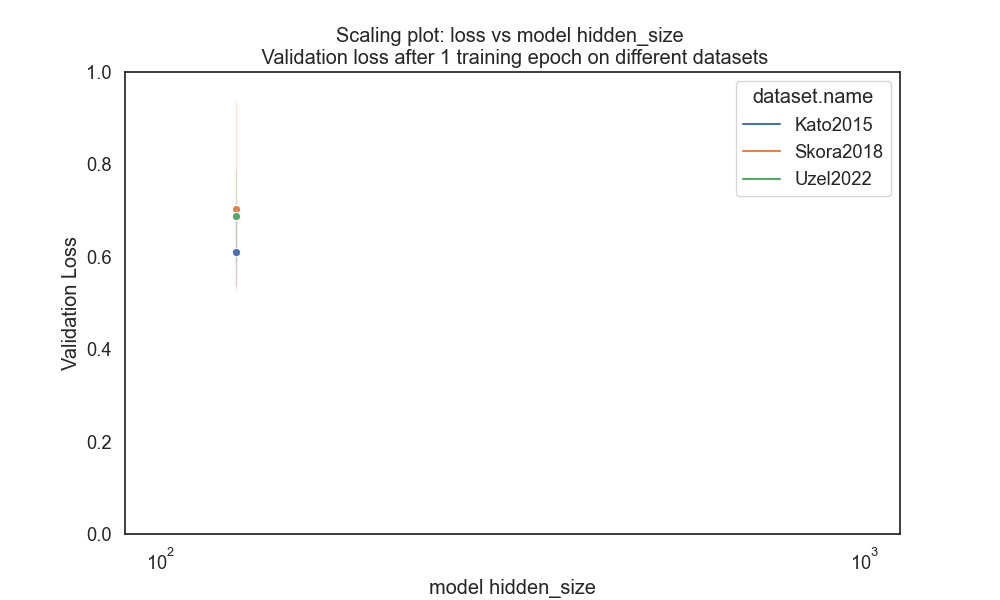 Scaling plot: loss vs model hidden_size
Validation loss after 1 training epoch on different datasets
1.0
0.8
0.6
0.4
0.2
0.0
Validation Loss
dataset.name
Kato2015
Skora2018
Uzel2022
10²
10³
model hidden_size